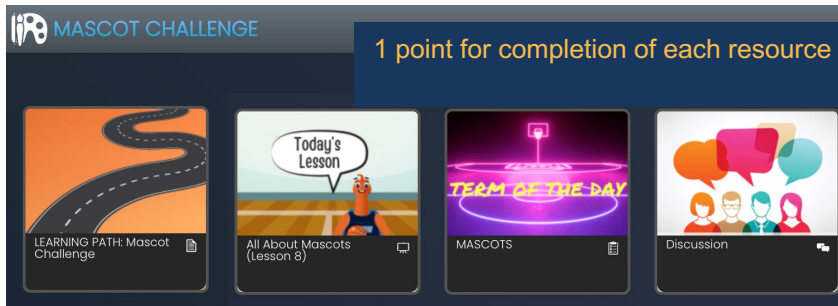 MASCOT CHALLENGE
1 point for completion of each resource
Today's
Lesson
TERM OF THE DAY
LEARNING PATH: Mascot
Challenge
All About Mascots
(Lesson 8)
MASCOTS
Discussion